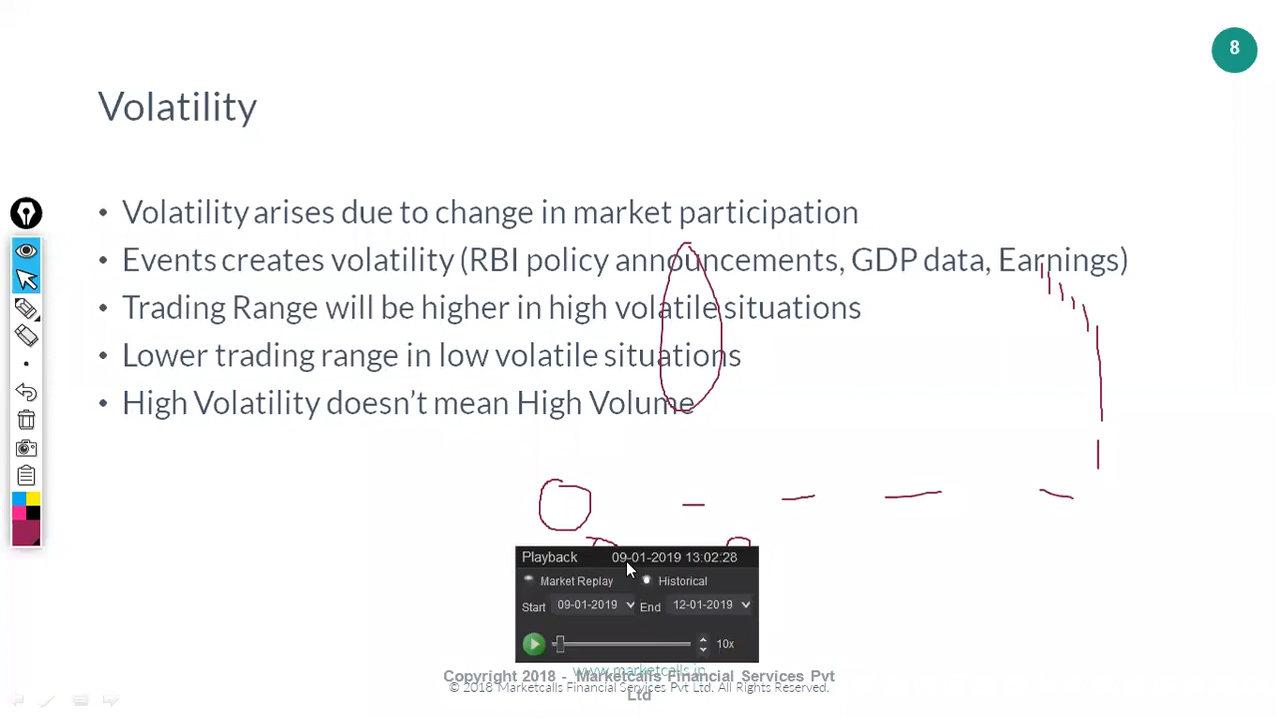 8
Volatility
• Volatility arises due to change in market participation
• Events creates volatility (RBI policy announcements, GDP data, Earnings)
• Trading Range will be higher in high volatile situations
• Lower trading range in low volatile situations
• High Volatility doesn't mean High Volume
Playback 09-01-2019 13:02:28
Market Replay Historical
Start 09-01-2019 End 12-01-2019
10x
www.marketcalls.in
Copyright 2018 - Marketcalls Financial Services Pvt
© 2018 Marketcalls Financial Services Pvt Ltd. All Rights Reserved.
Ltd